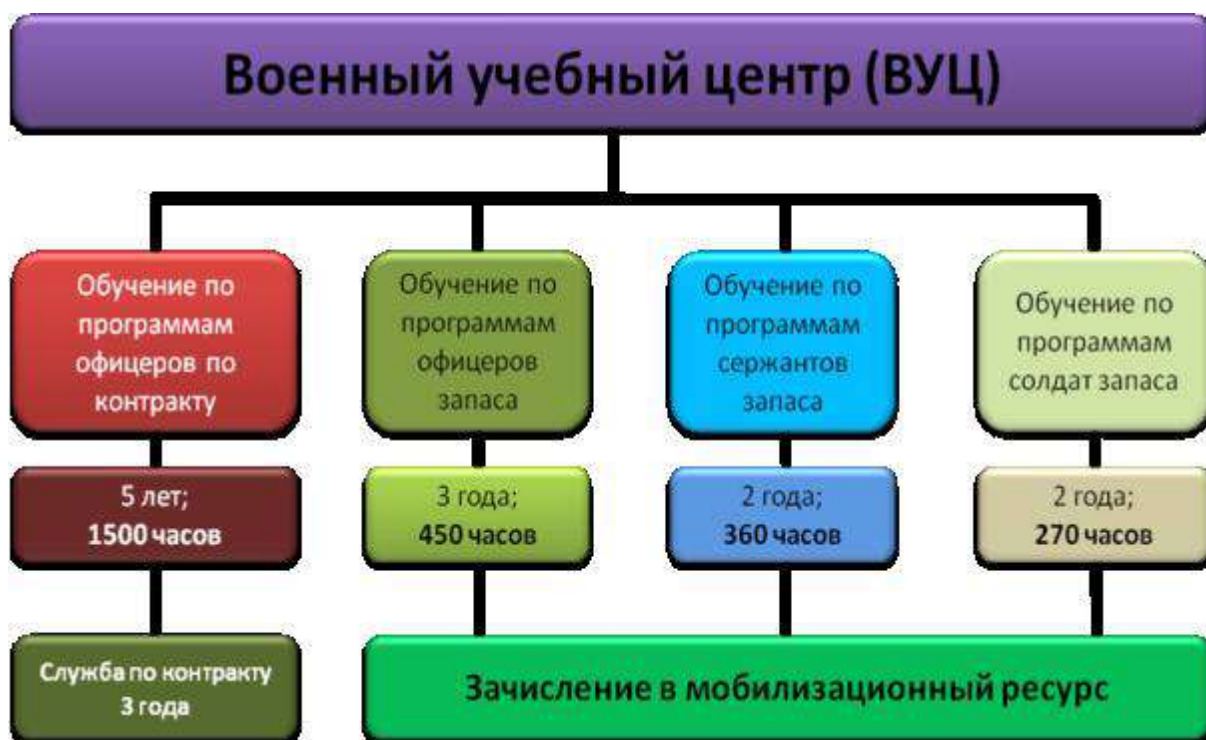 Военный учебный центр (ВУЦ)
Обучение по
программам
офицеров по
контракту
Обучение по
программам
офицеров
запаса
Обучение по
программам
сержантов
запаса
Обучение по
программам
солдат запаса
5 лет;
1500 часов
3 года;
450 часов
2 года;
360 часов
2 года;
270 часов
Служба по контракту
3 года
Зачисление в мобилизационный ресурс